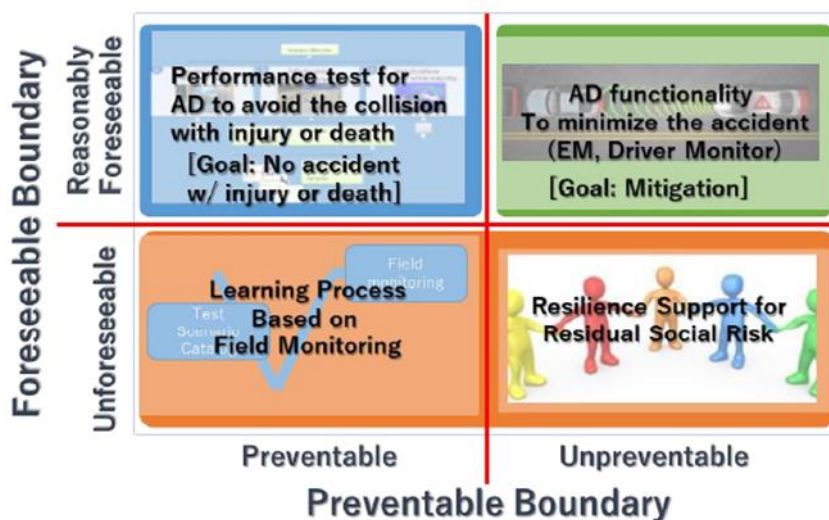 Foreseeable Boundary
Reasonably
Foreseeable
Unforeseeable
Performance test for
AD to avoid the collision
with injury or death
[Goal: No accident
w/ injury or death]
AD functionality
To minimize the accident
(EM, Driver Monitor)
[Goal: Mitigation]
Field
monitoring
Learning Process
Based on
Field Monitoring
Test
Scenario
Resilience Support for
Residual Social Risk
Preventable
Unpreventable
Preventable Boundary